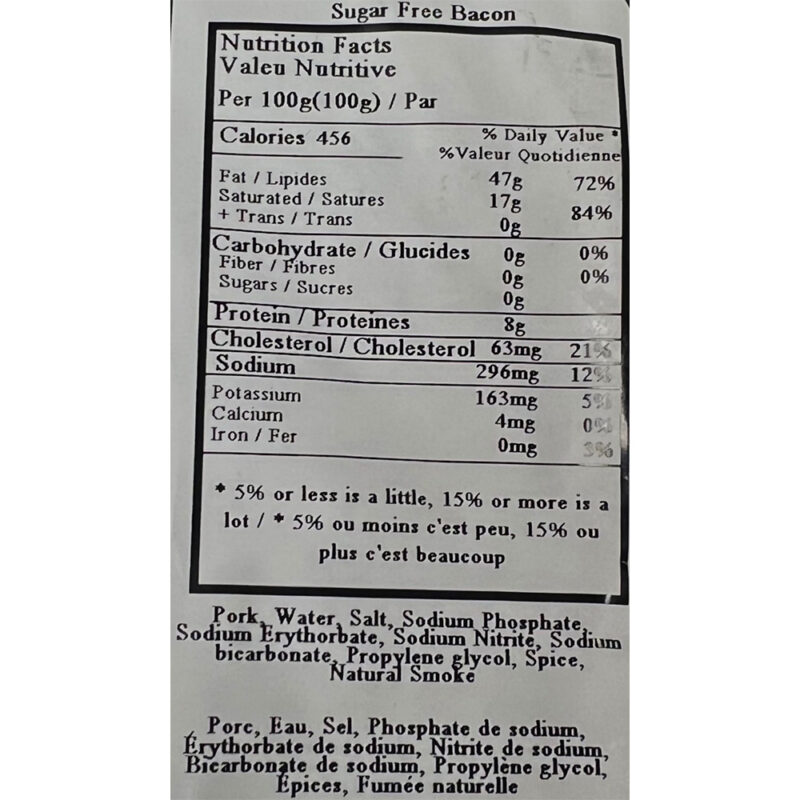 Sugar Free Bacon
Nutrition Facts
Valeu Nutritive
Per 100g(100g) / Par
Calories 456 % Daily Value *
%Valeur Quotidienne
Fat / Lipides 47g 72%
Saturated / Satures 17g 84%
+ Trans / Trans 0g
Carbohydrate / Glucides 0g 0%
Fiber / Fibres 0g 0%
Sugars / Sucres 0g
Protein / Proteines 8g
Cholesterol / Cholesterol 63mg 21%
Sodium 296mg 12%
Potassium 163mg 5%
Calcium 4mg 0%
Iron / Fer 0mg 3%
* 5% or less is a little, 15% or more is a
lot / * 5% ou moins c'est peu, 15% ou
plus c'est beaucoup
Pork, Water, Salt, Sodium Phosphate,
Sodium Erythorbate, Sodium Nitrite, Sodium
bicarbonate, Propylene glycol, Spice,
Natural Smoke
Porc, Eau, Sel, Phosphate de sodium,
Érythorbate de sodium, Nitrite de sodium,
Bicarbonate de sodium, Propylène glycol,
Épices, Fumée naturelle